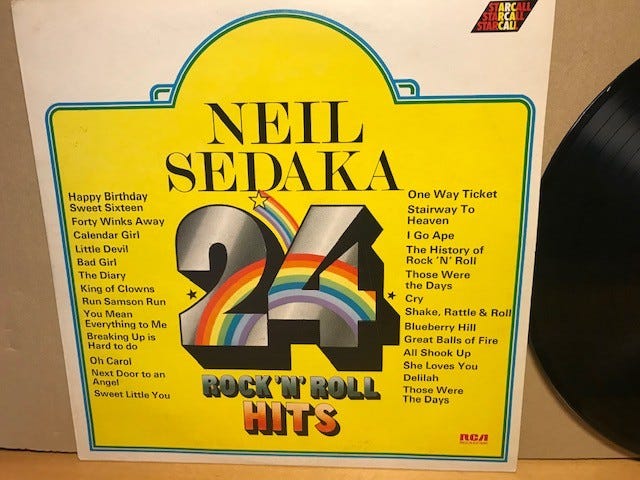 STARCALL
STARCALL
STARCALL
NEIL
SEDAKA
24
ROCK 'N' ROLL
HITS
Happy Birthday
Sweet Sixteen
Forty Winks Away
Calendar Girl
Little Devil
Bad Girl
The Diary
King of Clowns
Run Samson Run
You Mean
Everything to Me
Breaking Up is
Hard to do
Oh Carol
Next Door to an
Angel
Sweet Little You
One Way Ticket
Stairway To
Heaven
I Go Ape
The History of
Rock 'N' Roll
Those Were
the Days
Cry
Shake, Rattle & Roll
Blueberry Hill
Great Balls of Fire
All Shook Up
She Loves You
Delilah
Those Were
The Days
RCA